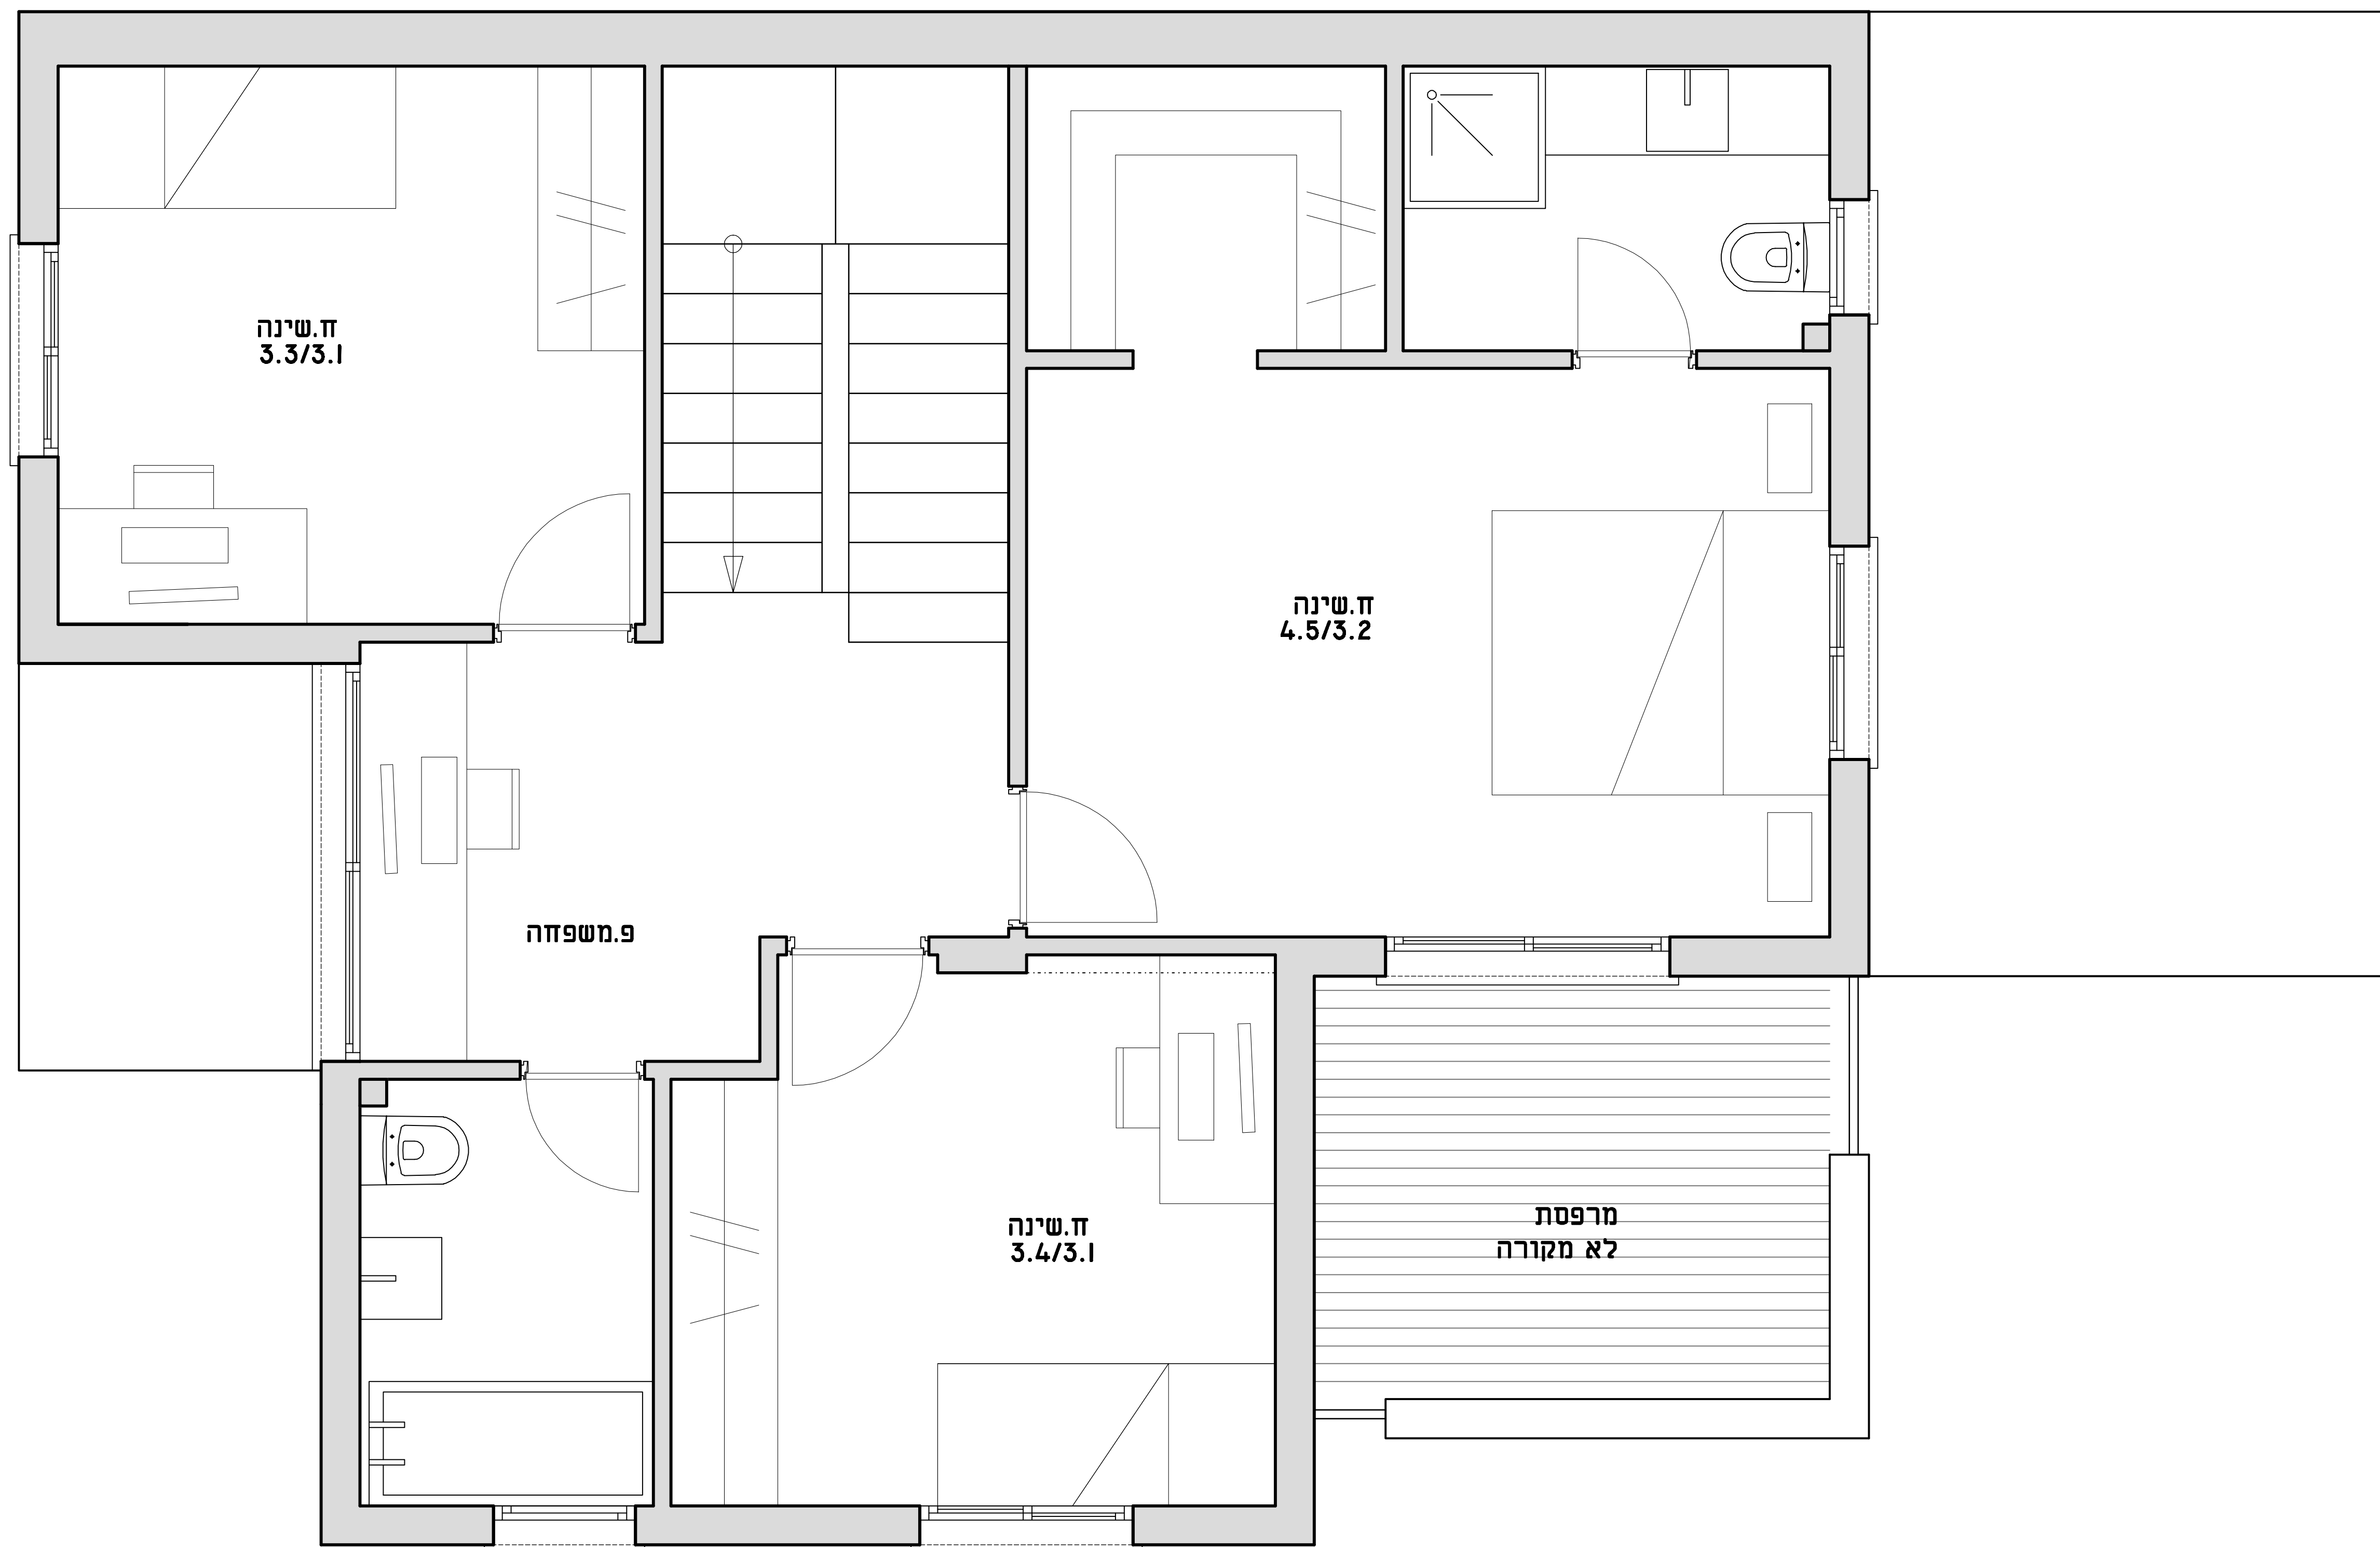 ח.שינה
3.3/3.1
ח.שינה
4.5/3.2
פ.משפחה
ח.שינה
3.4/3.1
מרפסת
לא מקורה